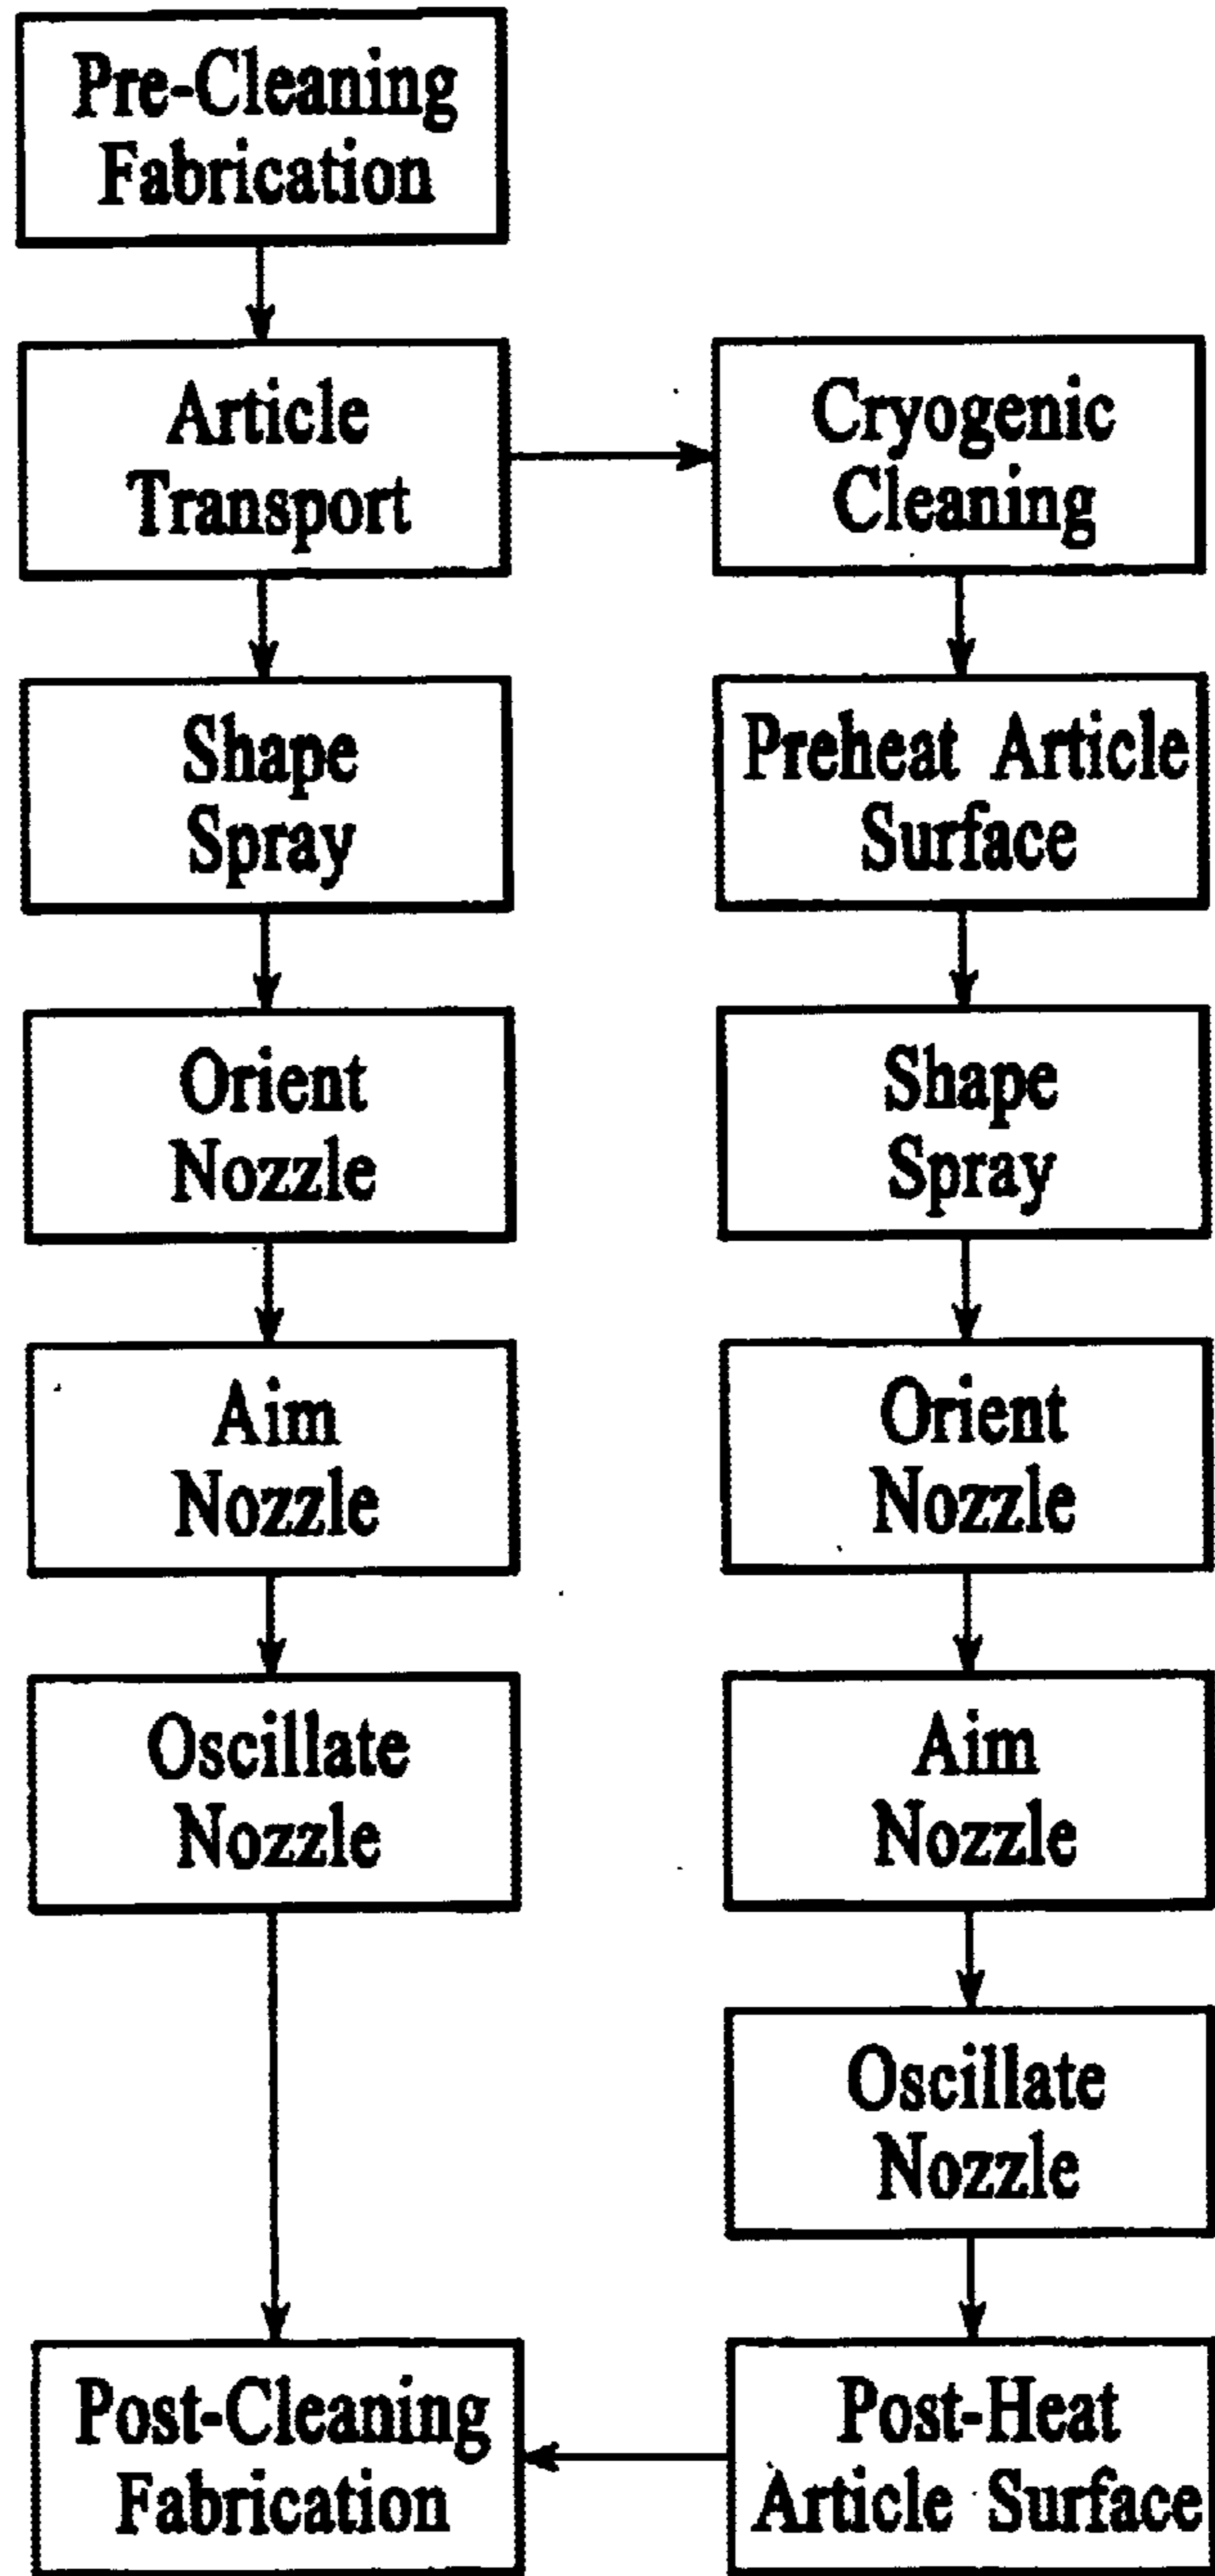 Pre-Cleaning
Fabrication
Article
Transport
Cryogenic
Cleaning
Shape
Spray
Preheat Article
Surface
Orient
Nozzle
Shape
Spray
Aim
Nozzle
Orient
Nozzle
Oscillate
Nozzle
Aim
Nozzle
Oscillate
Nozzle
Post-Cleaning
Fabrication
Post-Heat
Article Surface